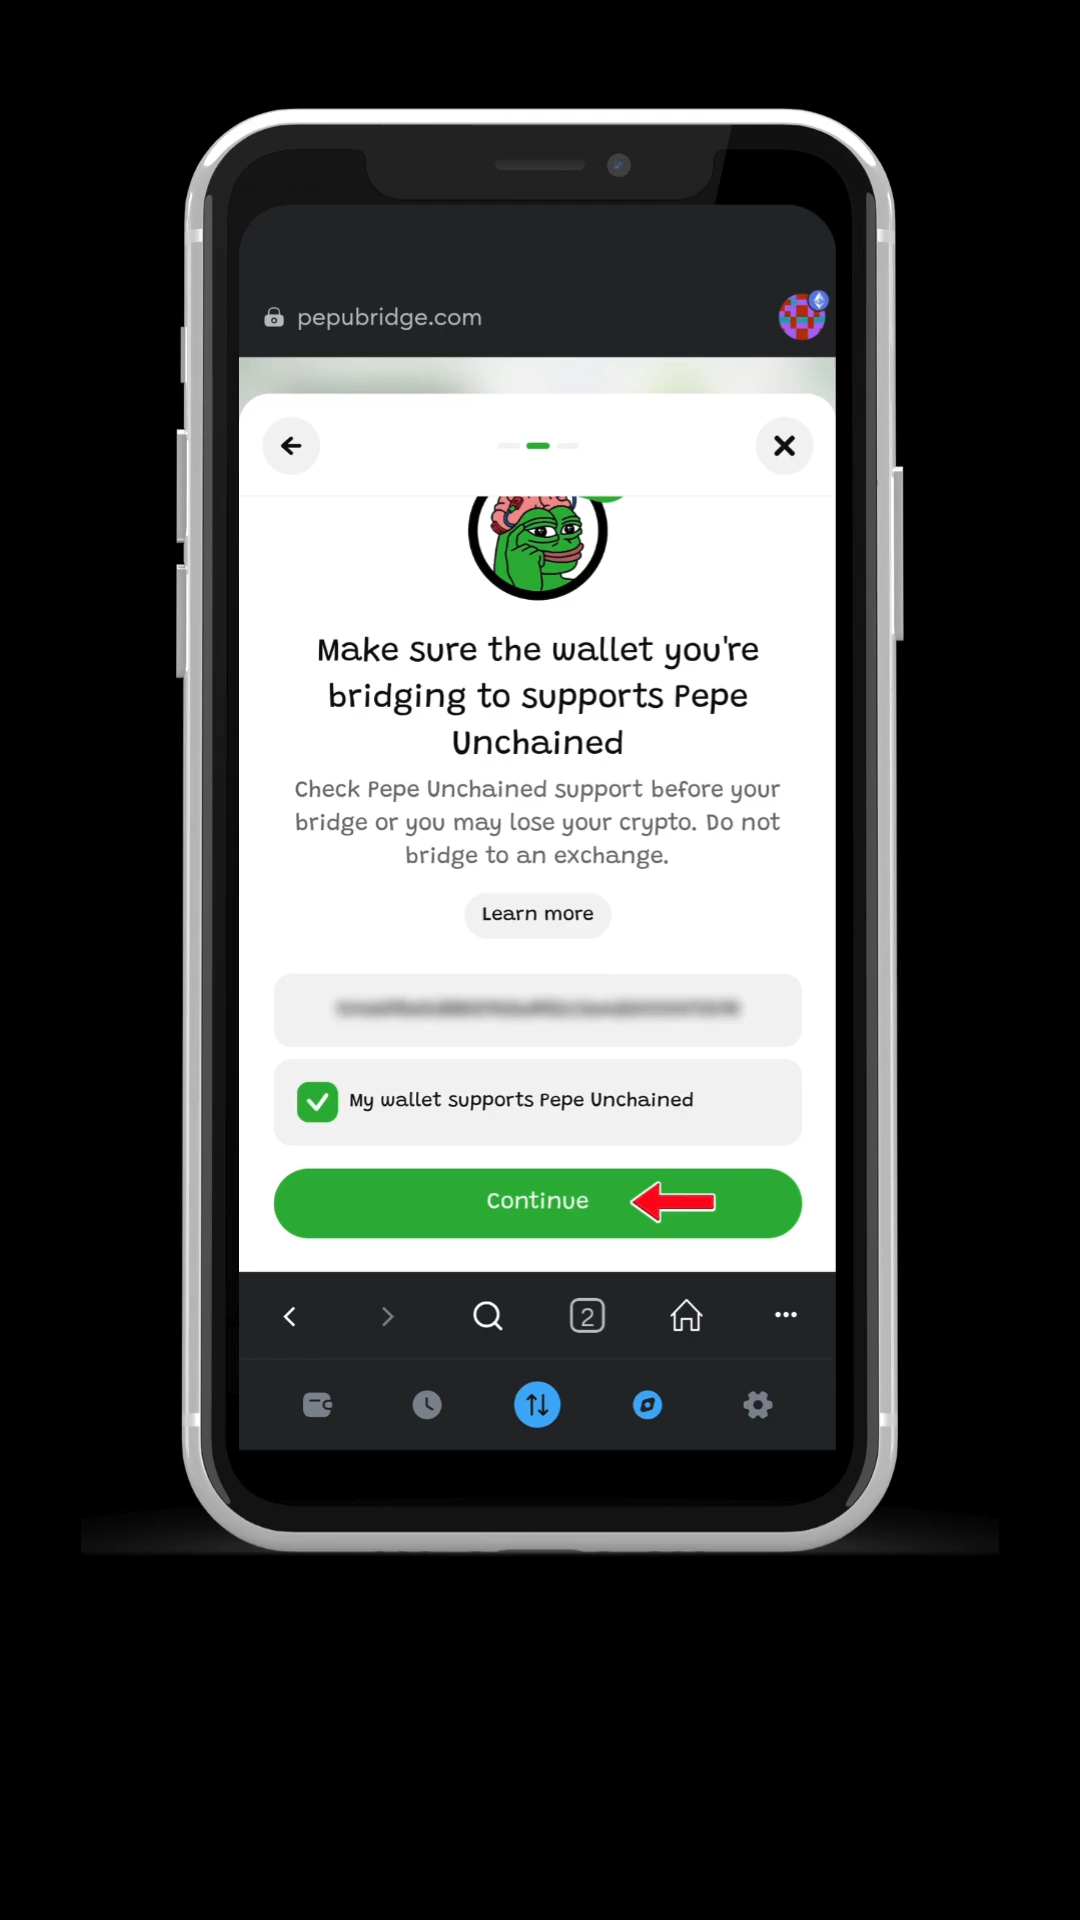 pepubridge.com
Make sure the wallet you're
bridging to supports Pepe
Unchained
Check Pepe Unchained support before your
bridge or you may lose your crypto. Do not
bridge to an exchange.
Learn more
My wallet supports Pepe Unchained
Continue
2